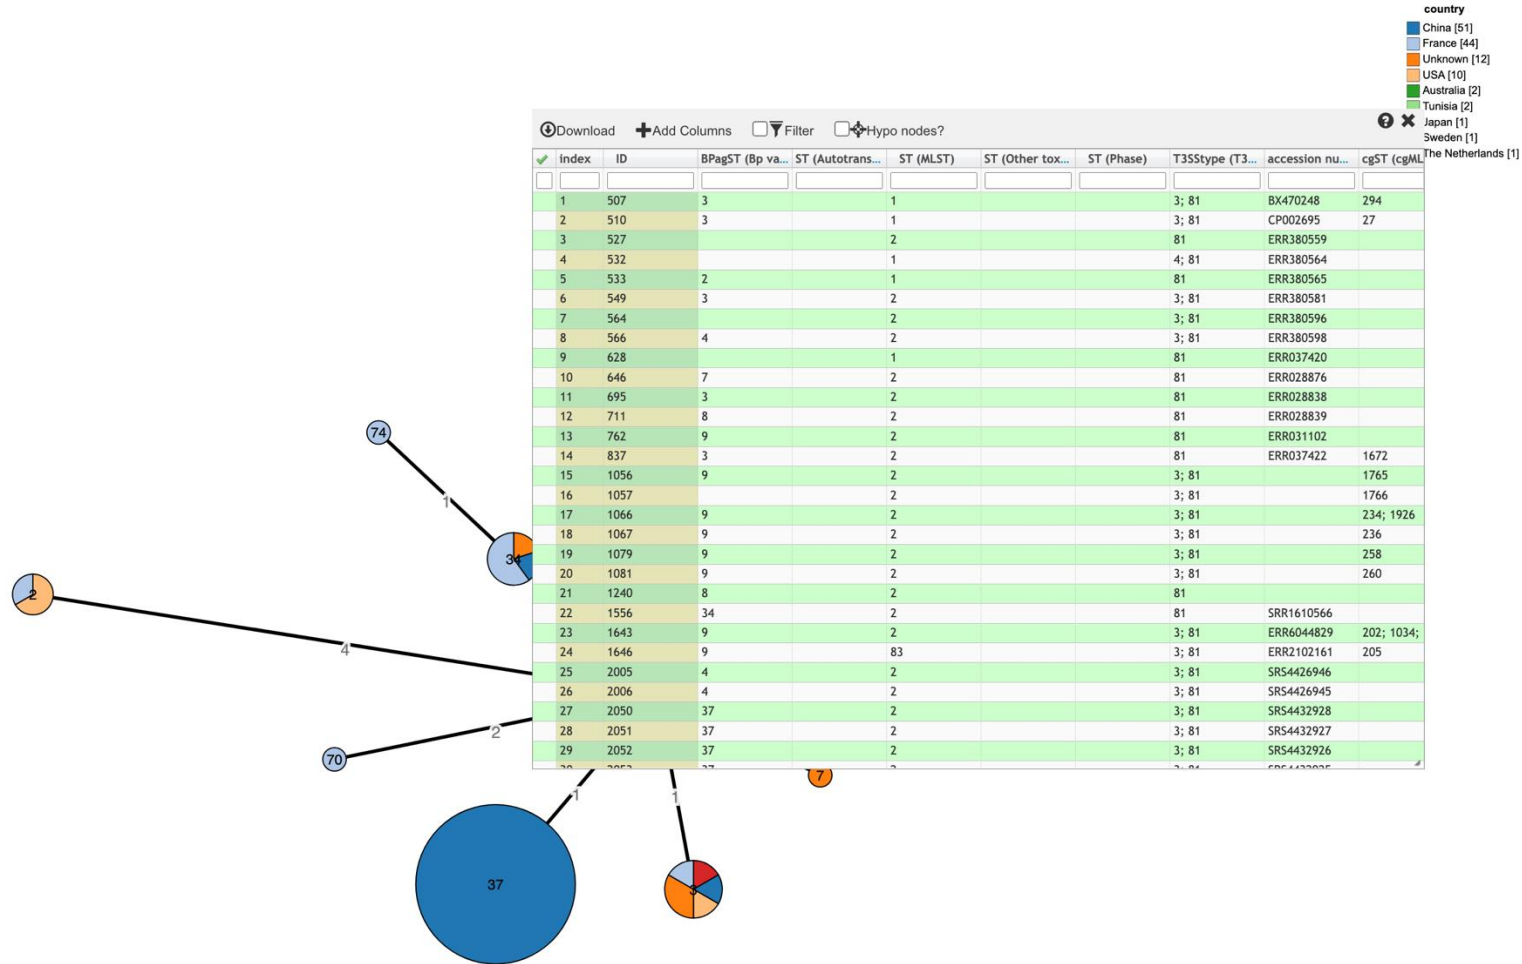 country
China [51]
France [44]
Unknown [12]
USA [10]
Australia [2]
Tunisia [2]
Japan [1]
Sweden [1]
The Netherlands [1]
Download Add Columns Filter Hypo nodes?
index ID BPagST (Bp va... ST (Autotrans... ST (MLST) ST (Other tox... ST (Phase) T3SStype (T3... accession nu... cgST (cgML
1 507 3 1 3; 81 BX470248 294
2 510 3 1 3; 81 CP002695 27
3 527 2 81 ERR380559
4 532 1 4; 81 ERR380564
5 533 2 1 81 ERR380565
6 549 3 2 3; 81 ERR380581
7 564 2 3; 81 ERR380596
8 566 4 2 3; 81 ERR380598
9 628 1 81 ERR037420
10 646 7 2 81 ERR028876
11 695 3 2 81 ERR028838
12 711 8 2 81 ERR028839
13 762 9 2 81 ERR031102
14 837 3 2 81 ERR037422 1672
15 1056 9 2 3; 81 1765
16 1057 2 3; 81 1766
17 1066 9 2 3; 81 234; 1926
18 1067 9 2 3; 81 236
19 1079 9 2 3; 81 258
20 1081 9 2 3; 81 260
21 1240 8 2 81
22 1556 34 2 81 SRR1610566
23 1643 9 2 3; 81 ERR6044829 202; 1034;
24 1646 9 83 3; 81 ERR2102161 205
25 2005 4 2 3; 81 SRS4426946
26 2006 4 2 3; 81 SRS4426945
27 2050 37 2 3; 81 SRS4432928
28 2051 37 2 3; 81 SRS4432927
29 2052 37 2 3; 81 SRS4432926
74
1
34
2
4
2
70
7
1
1
37
3